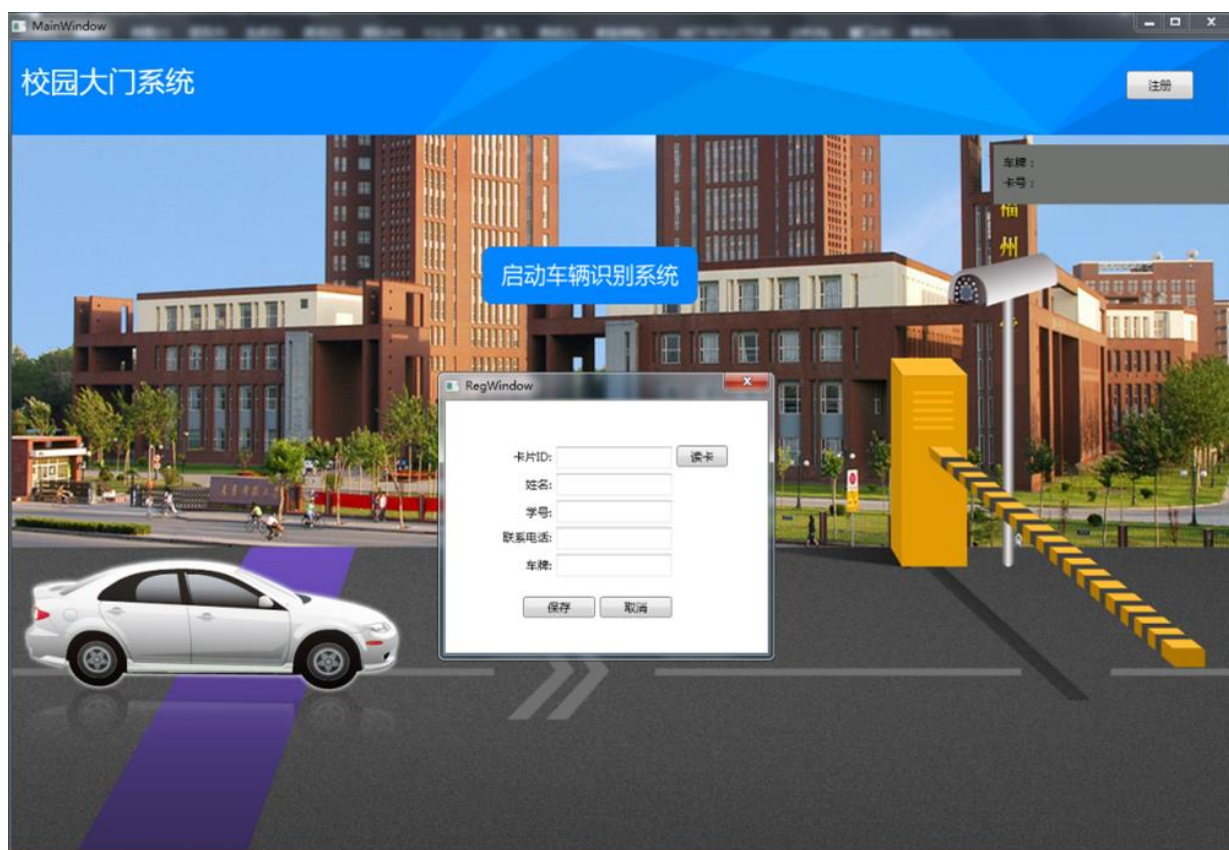 MainWindow
校园大门系统
注册
车牌：
卡号：
福
州
启动车辆识别系统
RegWindow
卡片ID:
读卡
姓名:
学号:
联系电话:
车牌:
保存
取消